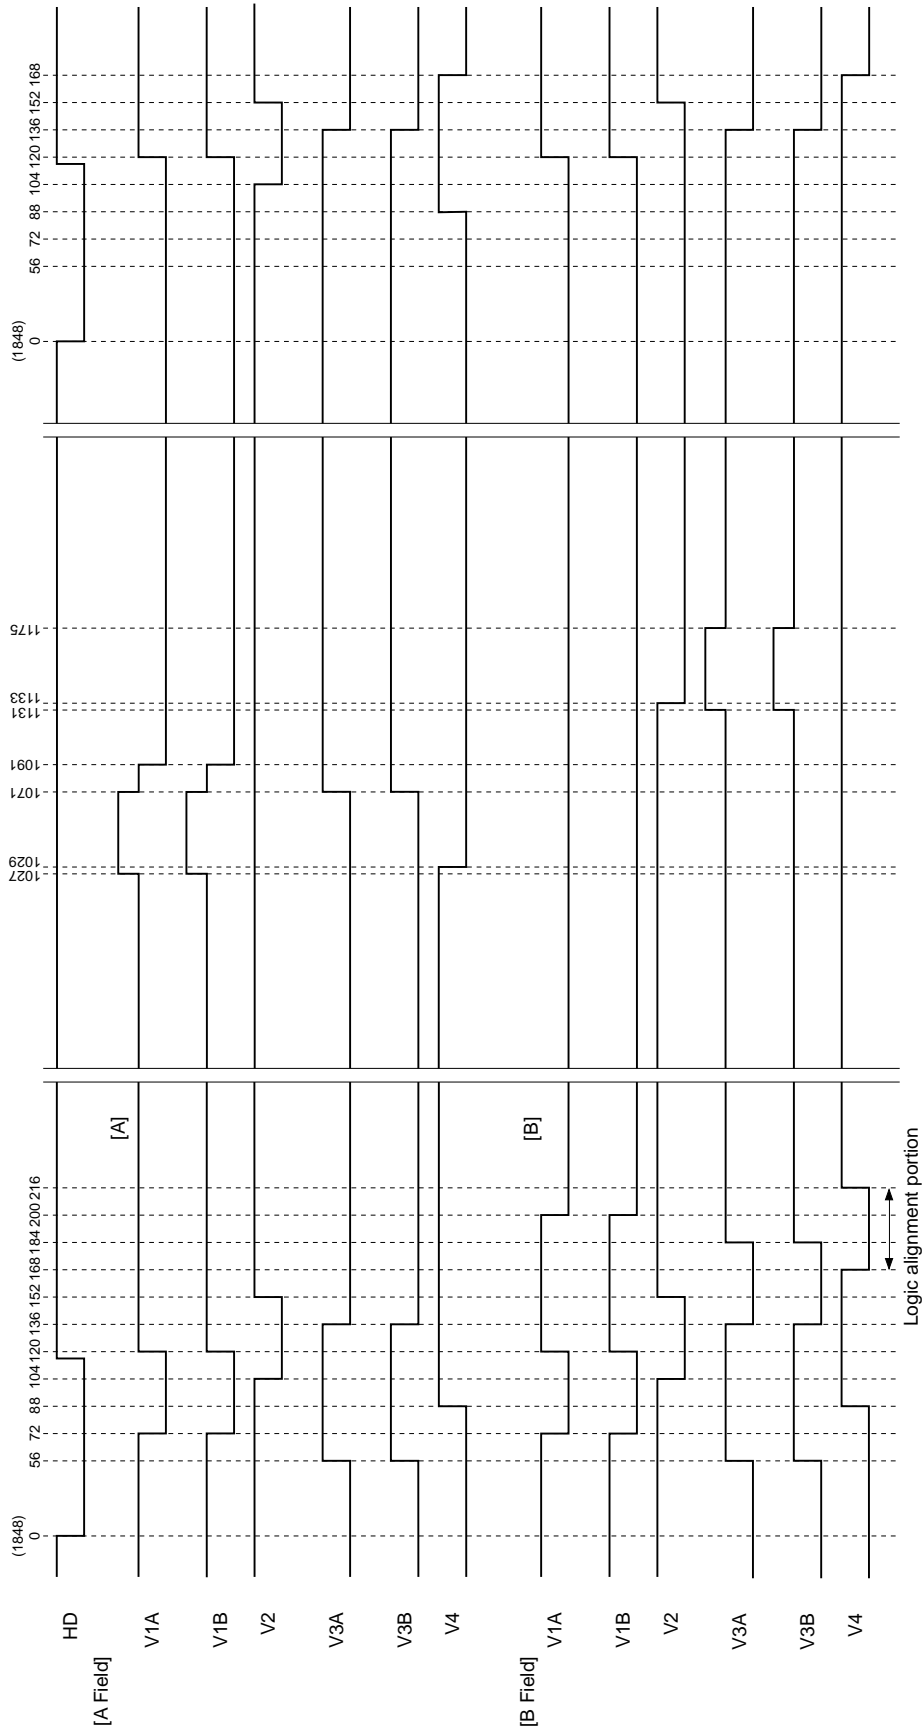 HD
[A Field]
V1A
V1B
V2
V3A
V3B
V4
[B Field]
V1A
V1B
V2
V3A
V3B
V4
(1848)
0
56
72
88
104
120
136
152
168
184
200
216
[A]
[B]
Logic alignment portion
1027
1029
1071
1091
1131
1133
1175
(1848)
0
56
72
88
104
120
136
152
168